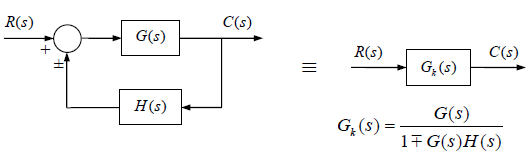 R(s)
+
±
G(s)
C(s)
H(s)
≡
R(s)
G_k(s)
C(s)
G_k(s) = G(s) / 1∓G(s)H(s)